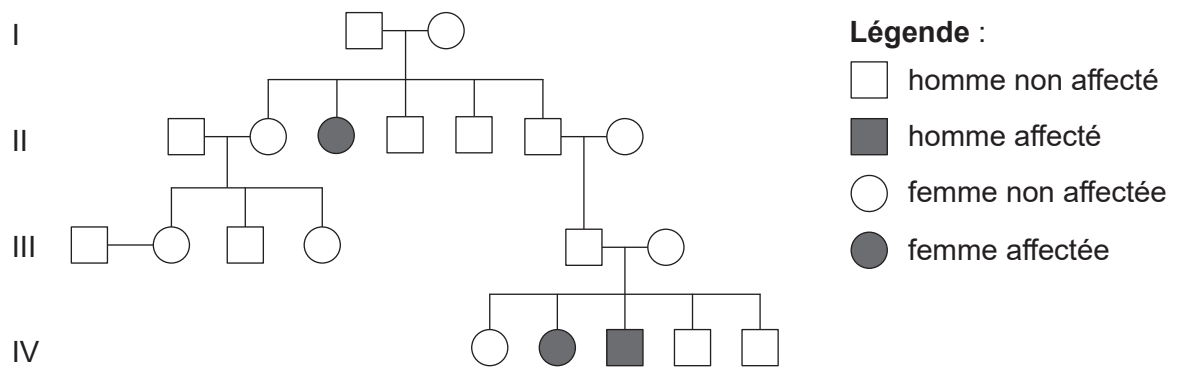 I
II
III
IV
Légende :
homme non affecté
homme affecté
femme non affectée
femme affectée